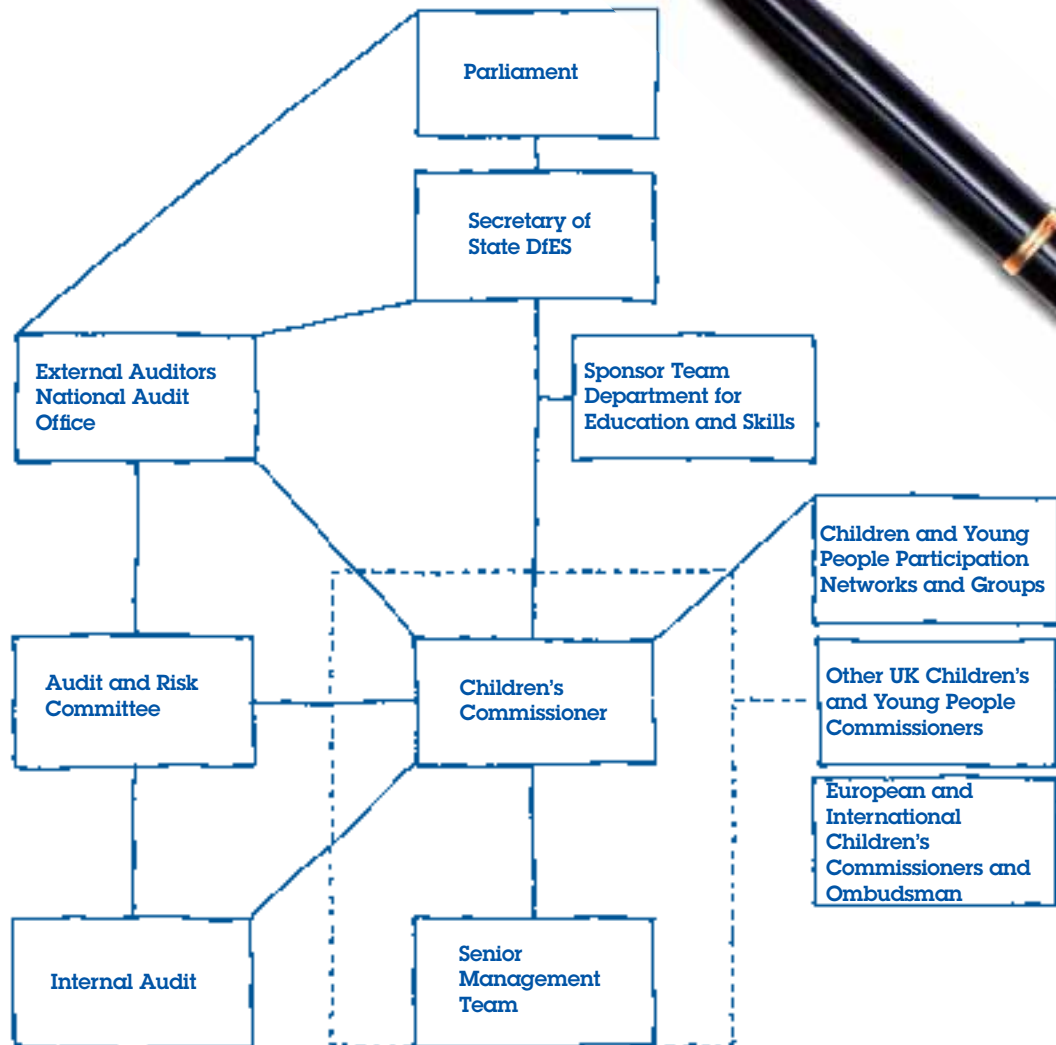 Parliament
Secretary of
State DfES
External Auditors
National Audit
Office
Sponsor Team
Department for
Education and Skills
Children and Young
People Participation
Networks and Groups
Audit and Risk
Committee
Children's
Commissioner
Other UK Children's
and Young People
Commissioners
European and
International
Children's
Commissioners and
Ombudsman
Internal Audit
Senior
Management
Team